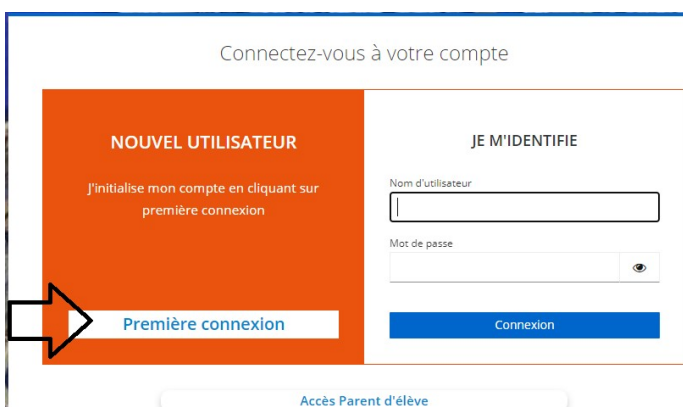 Connectez-vous à votre compte
NOUVEL UTILISATEUR
J'initialise mon compte en cliquant sur
première connexion
Première connexion
JE M'IDENTIFIE
Nom d'utilisateur
Mot de passe
Connexion
Accès Parent d'élève